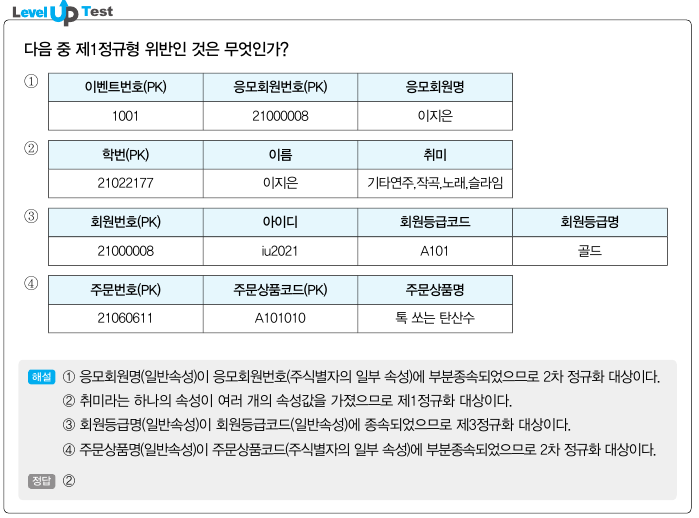 Level Up Test
다음 중 제1정규형 위반인 것은 무엇인가?
① 이벤트번호(PK) 응모회원번호(PK) 응모회원명
1001 21000008 이지은
② 학번(PK) 이름 취미
21022177 이지은 기타연주,작곡,노래,슬라임
③ 회원번호(PK) 아이디 회원등급코드 회원등급명
21000008 iu2021 A101 골드
④ 주문번호(PK) 주문상품코드(PK) 주문상품명
21060611 A101010 톡 쏘는 탄산수
해설 ① 응모회원명(일반속성)이 응모회원번호(주식별자의 일부 속성)에 부분종속되었으므로 2차 정규화 대상이다.
② 취미라는 하나의 속성이 여러 개의 속성값을 가졌으므로 제1정규화 대상이다.
③ 회원등급명(일반속성)이 회원등급코드(일반속성)에 종속되었으므로 제3정규화 대상이다.
④ 주문상품명(일반속성)이 주문상품코드(주식별자의 일부 속성)에 부분종속되었으므로 2차 정규화 대상이다.
정답 ②